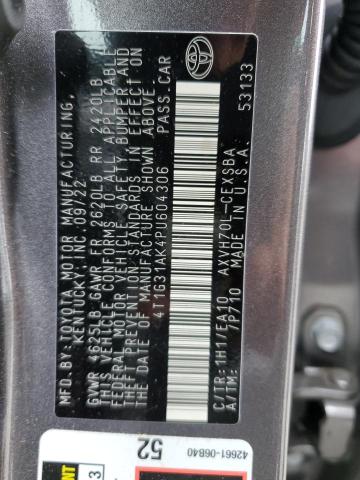 MFD. BY:TOYOTA MOTOR MANUFACTURING,
KENTUCKY,INC. 09/22
GVWR 4625LB GAWR FR 2620LB RR 2420LB
THIS VEHICLE CONFORMS TO ALL APPLICABLE
FEDERAL MOTOR VEHICLE SAFETY, BUMPER AND
THEFT PREVENTION STANDARDS IN EFFECT ON
THE DATE OF MANUFACTURE SHOWN ABOVE.
4T1G31AK4PU604306 PASS.CAR
C/TR:1H1/EA10 AXVH70L-CEXSBA
A/TM: /P710 MADE IN U.S.A. 53133
52
42661-06B40
3